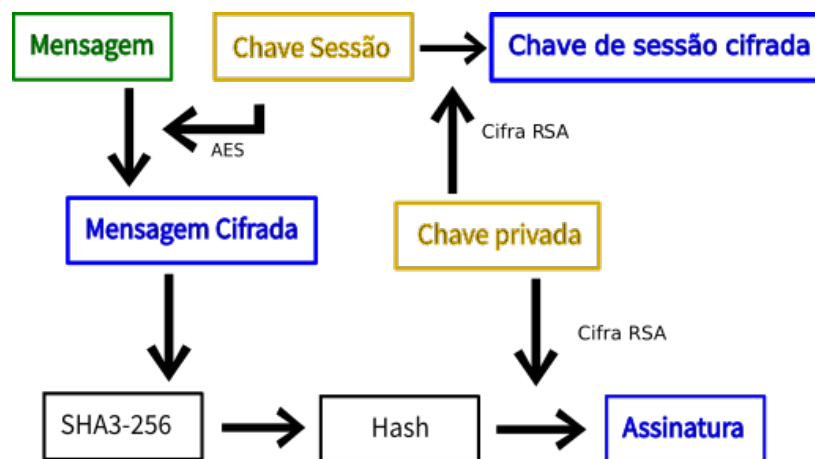 Mensagem
Chave Sessão
Chave de sessão cifrada
AES
Cifra RSA
Mensagem Cifrada
Chave privada
Cifra RSA
SHA3-256
Hash
Assinatura